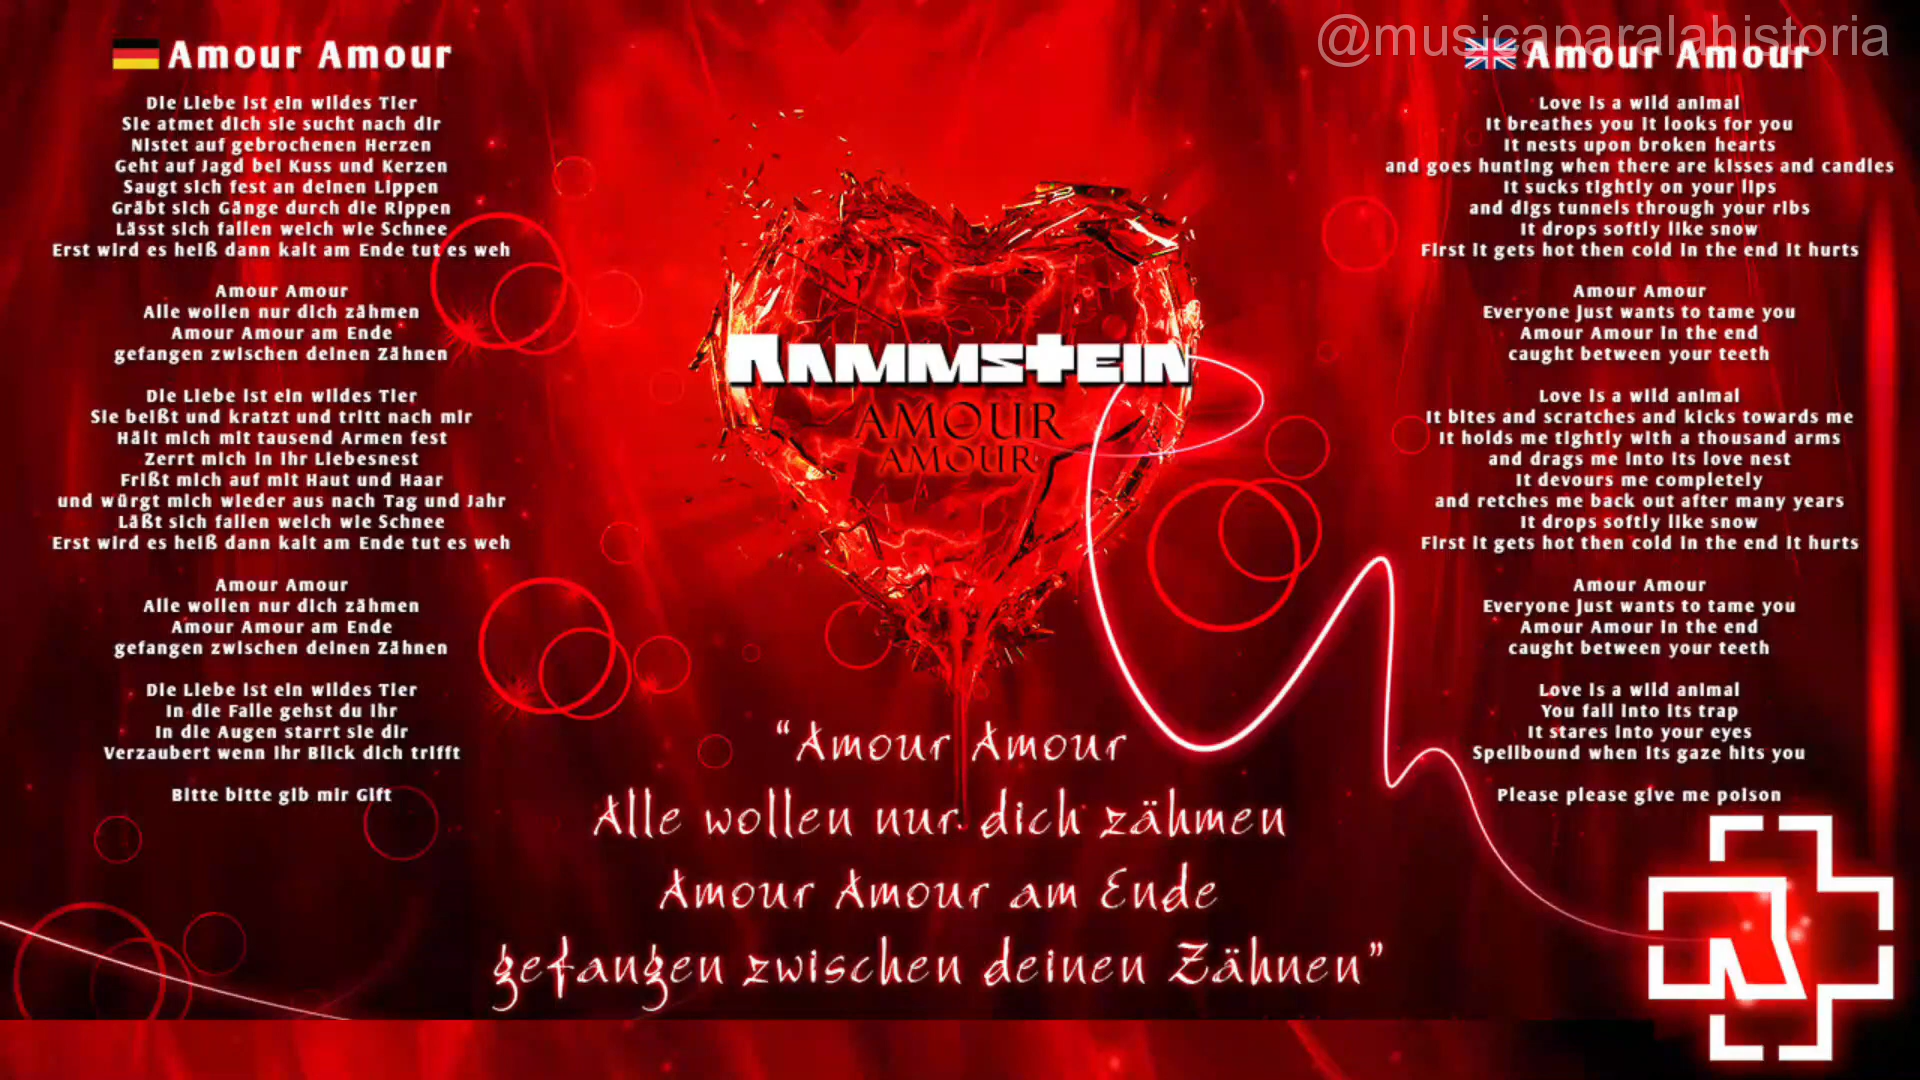 @musicaparalahistoria
Amour Amour
Die Liebe ist ein wildes Tier
Sie atmet dich sie sucht nach dir
Nistet auf gebrochenen Herzen
Geht auf Jagd bei Kuss und Kerzen
Saugt sich fest an deinen Lippen
Gräbt sich Gänge durch die Rippen
Lässt sich fallen weich wie Schnee
Erst wird es heiß dann kalt am Ende tut es weh
Amour Amour
Alle wollen nur dich zähmen
Amour Amour am Ende
gefangen zwischen deinen Zähnen
Die Liebe ist ein wildes Tier
Sie beißt und kratzt und tritt nach mir
Hält mich mit tausend Armen fest
Zerrt mich in ihr Liebesnest
Frißt mich auf mit Haut und Haar
und würgt mich wieder aus nach Tag und Jahr
Läßt sich fallen weich wie Schnee
Erst wird es heiß dann kalt am Ende tut es weh
Amour Amour
Alle wollen nur dich zähmen
Amour Amour am Ende
gefangen zwischen deinen Zähnen
Die Liebe ist ein wildes Tier
In die Falle gehst du ihr
In die Augen starrt sie dir
Verzaubert wenn ihr Blick dich trifft
Bitte bitte gib mir Gift
RAMMSTEIN
AMOUR
AMOUR
“Amour Amour
Alle wollen nur dich zähmen
Amour Amour am Ende
gefangen zwischen deinen Zähnen”
Amour Amour
Love is a wild animal
It breathes you it looks for you
It nests upon broken hearts
and goes hunting when there are kisses and candles
It sucks tightly on your lips
and digs tunnels through your ribs
It drops softly like snow
First it gets hot then cold in the end it hurts
Amour Amour
Everyone just wants to tame you
Amour Amour in the end
caught between your teeth
Love is a wild animal
It bites and scratches and kicks towards me
It holds me tightly with a thousand arms
and drags me into its love nest
It devours me completely
and retches me back out after many years
It drops softly like snow
First it gets hot then cold in the end it hurts
Amour Amour
Everyone just wants to tame you
Amour Amour in the end
caught between your teeth
Love is a wild animal
You fall into its trap
It stares into your eyes
Spellbound when its gaze hits you
Please please give me poison